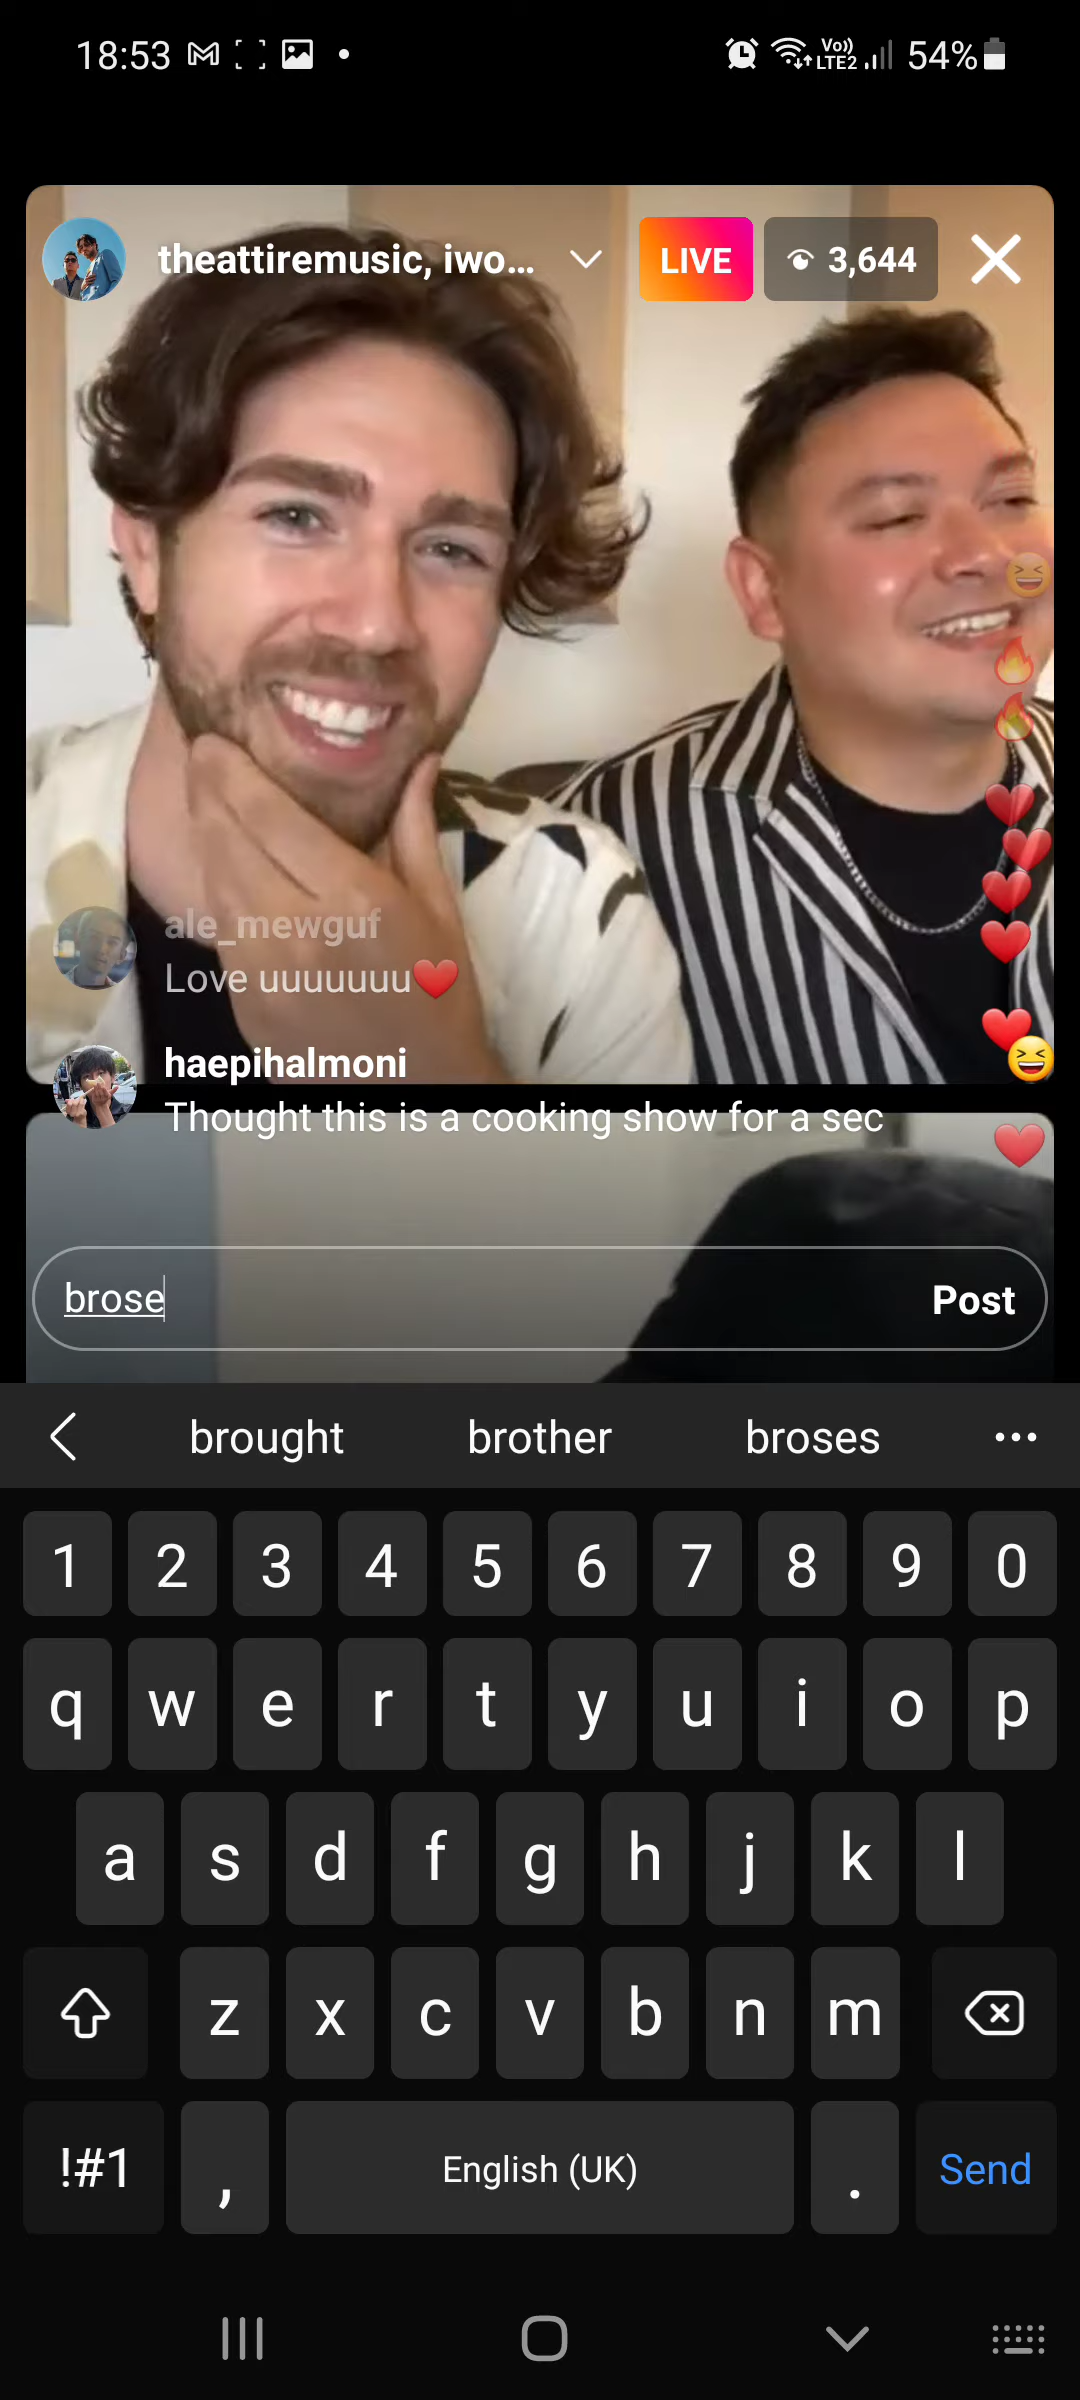 18:53 Vo)) LTE2 54%
theattiremusic, iwo... LIVE 3,644
ale_mewguf
Love uuuuuuu❤️
haepihalmoni
Thought this is a cooking show for a sec
brose Post
brought brother broses
1 2 3 4 5 6 7 8 9 0
q w e r t y u i o p
a s d f g h j k l
z x c v b n m
!#1 , English (UK) . Send